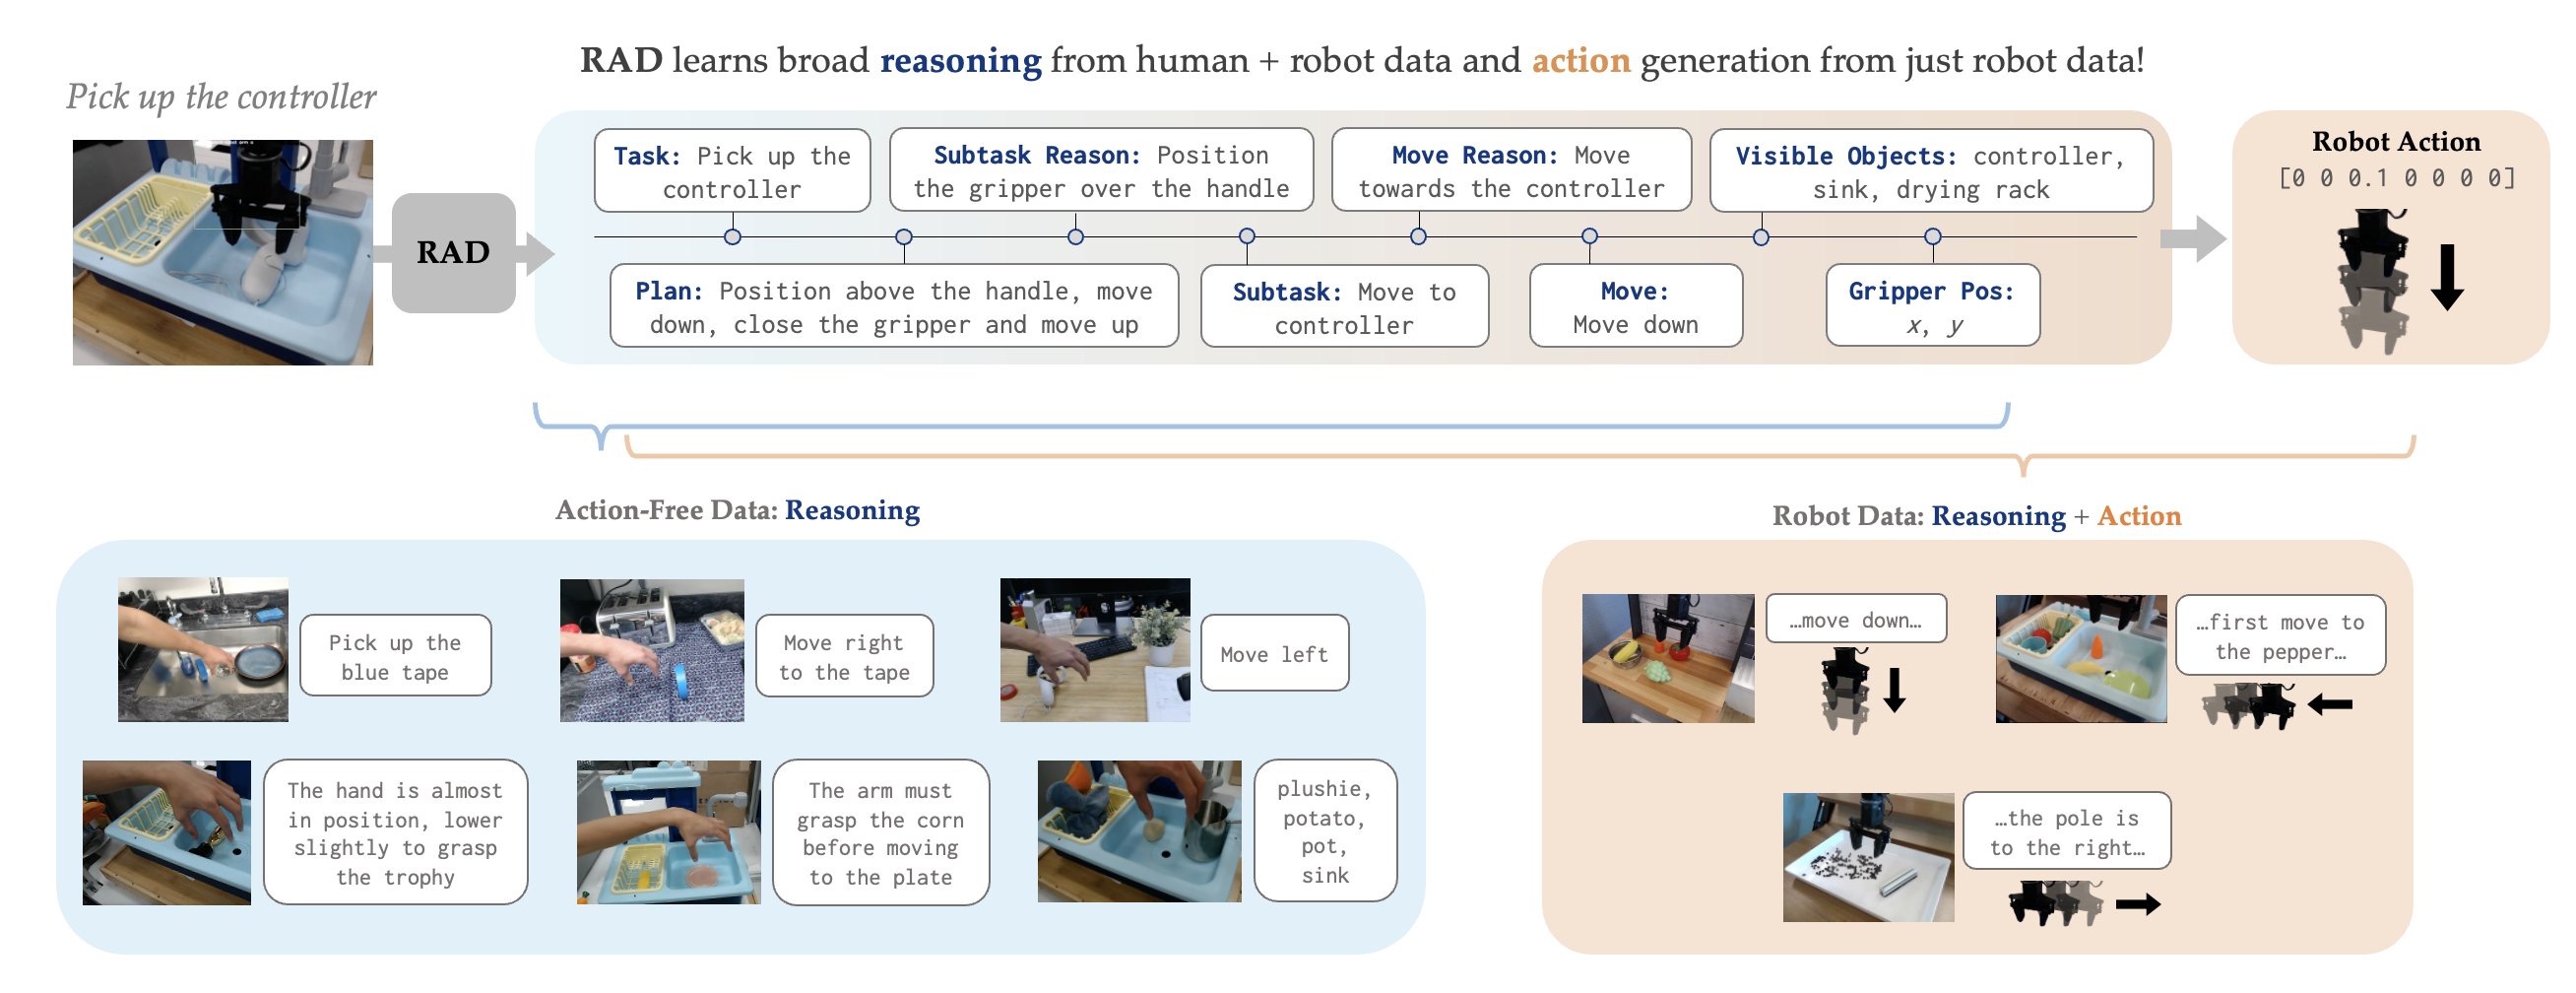 RAD learns broad reasoning from human + robot data and action generation from just robot data!
Pick up the controller
RAD
Task: Pick up the
controller
Subtask Reason: Position
the gripper over the handle
Move Reason: Move
towards the controller
Visible Objects: controller,
sink, drying rack
Plan: Position above the handle, move
down, close the gripper and move up
Subtask: Move to
controller
Move:
Move down
Gripper Pos:
x, y
Robot Action
[0 0 0.1 0 0 0 0]
Action-Free Data: Reasoning
Pick up the
blue tape
Move right
to the tape
Move left
The hand is almost
in position, lower
slightly to grasp
the trophy
The arm must
grasp the corn
before moving
to the plate
plushie,
potato,
pot,
sink
Robot Data: Reasoning + Action
…move down…
…first move to
the pepper…
…the pole is
to the right…